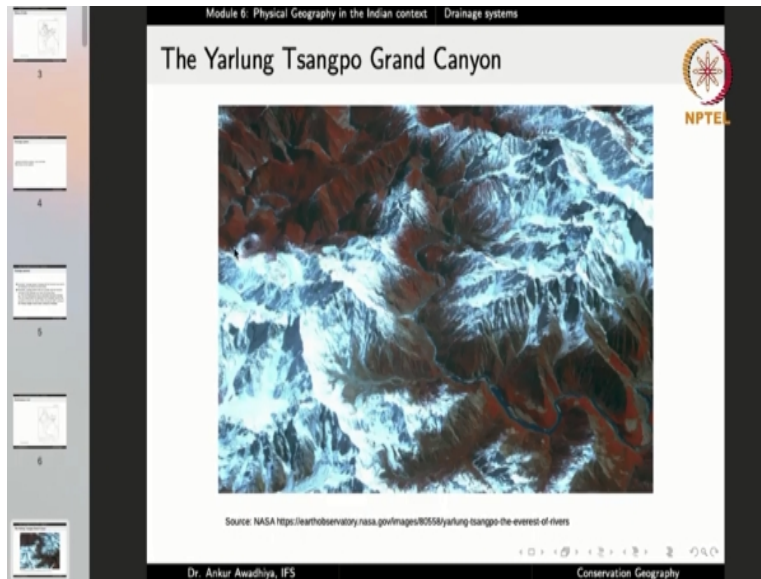 Module 6: Physical Geography in the Indian context Drainage systems
The Yarlung Tsangpo Grand Canyon
NPTEL
3
4
5
6
Source: NASA https://earthobservatory.nasa.gov/images/80558/yarlung-tsangpo-the-everest-of-rivers
Dr. Ankur Awadhiya, IFS Conservation Geography